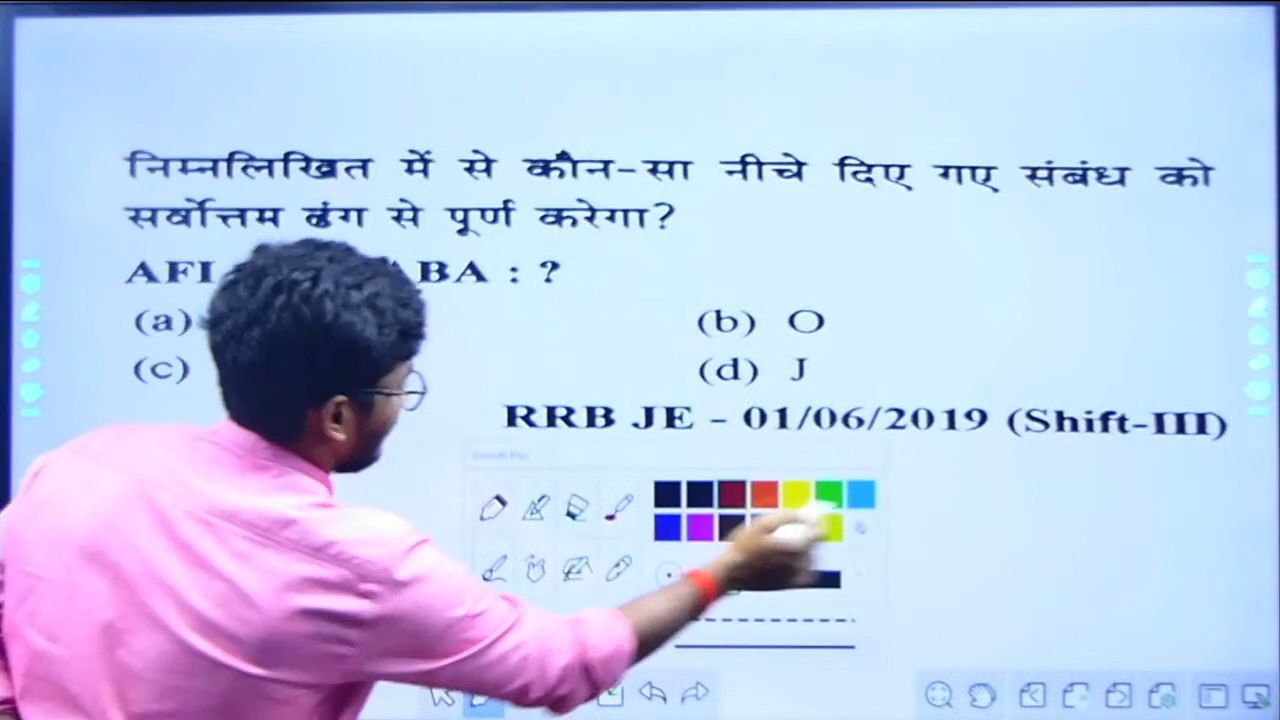 निम्नलिखित में से कौन-सा नीचे दिए गए संबंध को
सर्वोत्तम ढंग से पूर्ण करेगा?
AFI BA : ?
(a)
(b) O
(c)
(d) J
RRB JE - 01/06/2019 (Shift-III)